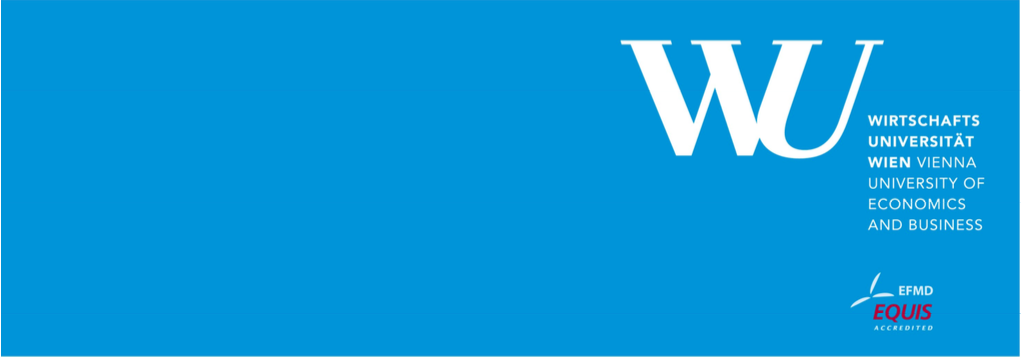 WU
WIRTSCHAFTS
UNIVERSITÄT
WIEN VIENNA
UNIVERSITY OF
ECONOMICS
AND BUSINESS
EFMD
EQUIS
ACCREDITED